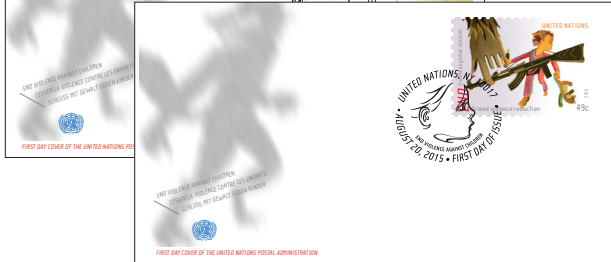 END VIOLENCE AGAINST CHILDREN
CESSER LA VIOLENCE CONTRE LES ENFANTS
SCHLUSS MIT GEWALT GEGEN KINDER
FIRST DAY COVER OF THE UNITED NATIONS POS
UNITED NATIONS
UNITED NATIONS, NY 10017
armed violence reduction
49c
END VIOLENCE AGAINST CHILDREN
AUGUST 20, 2015 • FIRST DAY OF ISSUE •
END VIOLENCE AGAINST CHILDREN
CESSER LA VIOLENCE CONTRE LES ENFANTS
SCHLUSS MIT GEWALT GEGEN KINDER
FIRST DAY COVER OF THE UNITED NATIONS POSTAL ADMINISTRATION